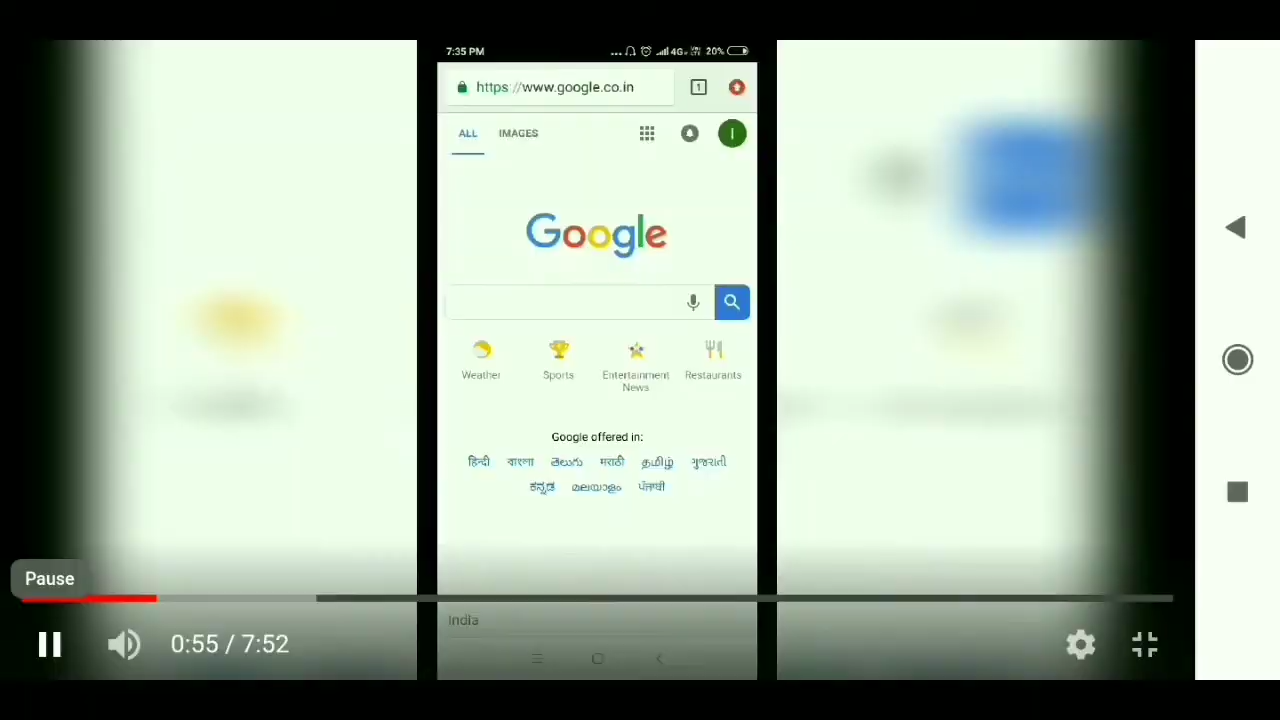 7:35 PM
... 4G+ 20%
https://www.google.co.in
1
ALL IMAGES
I
Google
Weather Sports Entertainment News Restaurants
Google offered in:
हिन्दी বাংলা తెలుగు मराठी தமிழ் ગુજરાતી
ಕನ್ನಡ മലയാളം ਪੰਜਾਬੀ
Pause
India
0:55 / 7:52